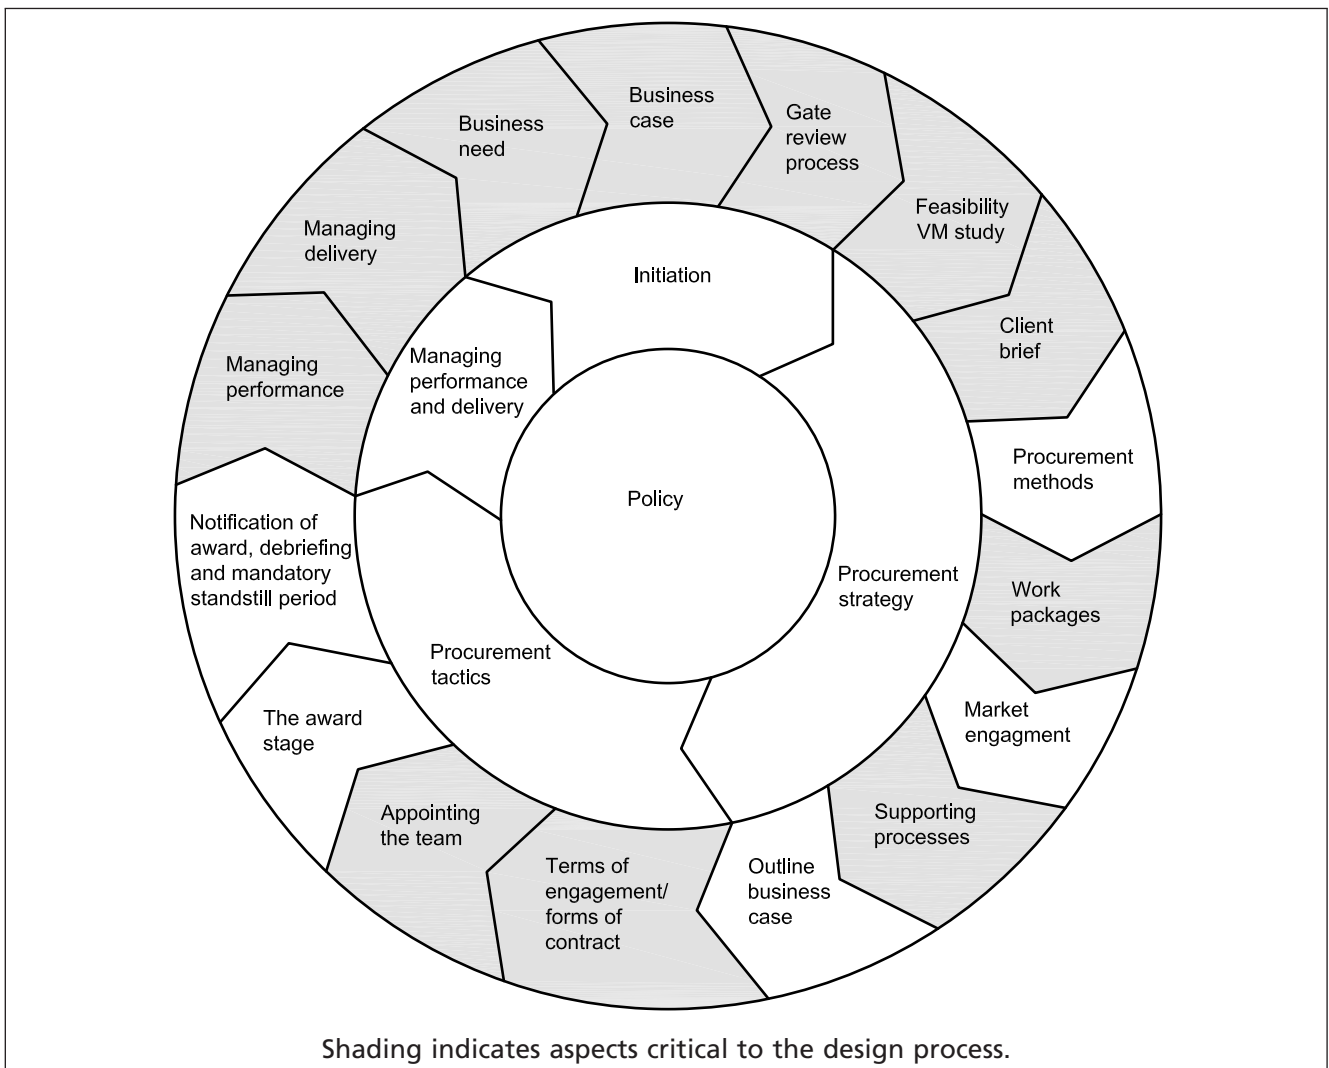 Business
need
Business
case
Gate
review
process
Feasibility
VM study
Client
brief
Procurement
methods
Work
packages
Market
engagment
Supporting
processes
Outline
business
case
Terms of
engagement/
forms of
contract
Appointing
the team
The award
stage
Notification of
award, debriefing
and mandatory
standstill period
Managing
performance
Managing
delivery
Initiation
Procurement
strategy
Procurement
tactics
Managing
performance
and delivery
Policy
Shading indicates aspects critical to the design process.